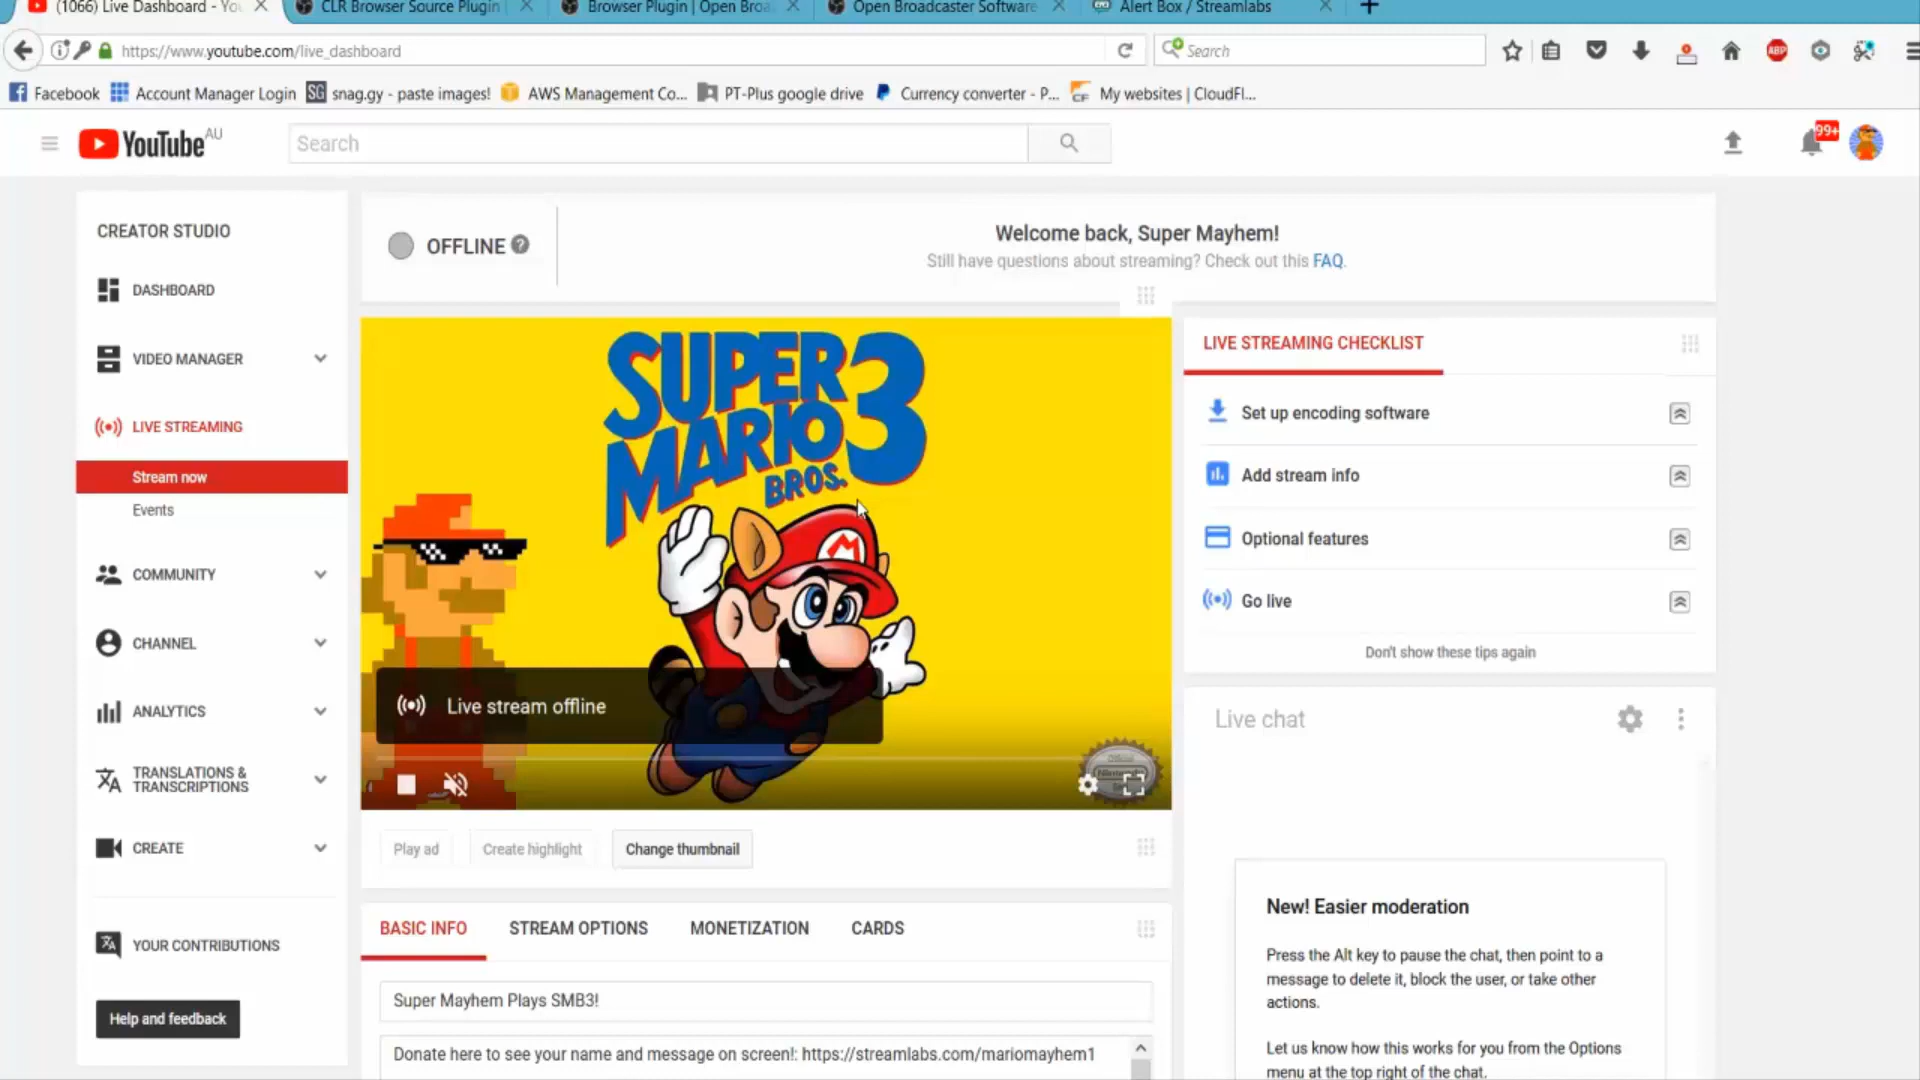 (1066) Live Dashboard - Yo
CLR Browser Source Plugin
Browser Plugin | Open Broa
Open Broadcaster Software
Alert Box / Streamlabs
https://www.youtube.com/live_dashboard
Search
ABP
Facebook
Account Manager Login
SG
snag.gy - paste images!
AWS Management Co...
PT-Plus google drive
Currency converter - P...
CF
My websites | CloudFl...
YouTube AU
Search
99+
CREATOR STUDIO
DASHBOARD
VIDEO MANAGER
LIVE STREAMING
Stream now
Events
COMMUNITY
CHANNEL
ANALYTICS
TRANSLATIONS &
TRANSCRIPTIONS
CREATE
YOUR CONTRIBUTIONS
Help and feedback
OFFLINE
Welcome back, Super Mayhem!
Still have questions about streaming? Check out this FAQ.
SUPER
MARIO 3
BROS.
M
Live stream offline
Play ad
Create highlight
Change thumbnail
BASIC INFO
STREAM OPTIONS
MONETIZATION
CARDS
Super Mayhem Plays SMB3!
Donate here to see your name and message on screen!: https://streamlabs.com/mariomayhem1
LIVE STREAMING CHECKLIST
Set up encoding software
Add stream info
Optional features
Go live
Don't show these tips again
Live chat
New! Easier moderation
Press the Alt key to pause the chat, then point to a
message to delete it, block the user, or take other
actions.
Let us know how this works for you from the Options
menu at the top right of the chat.